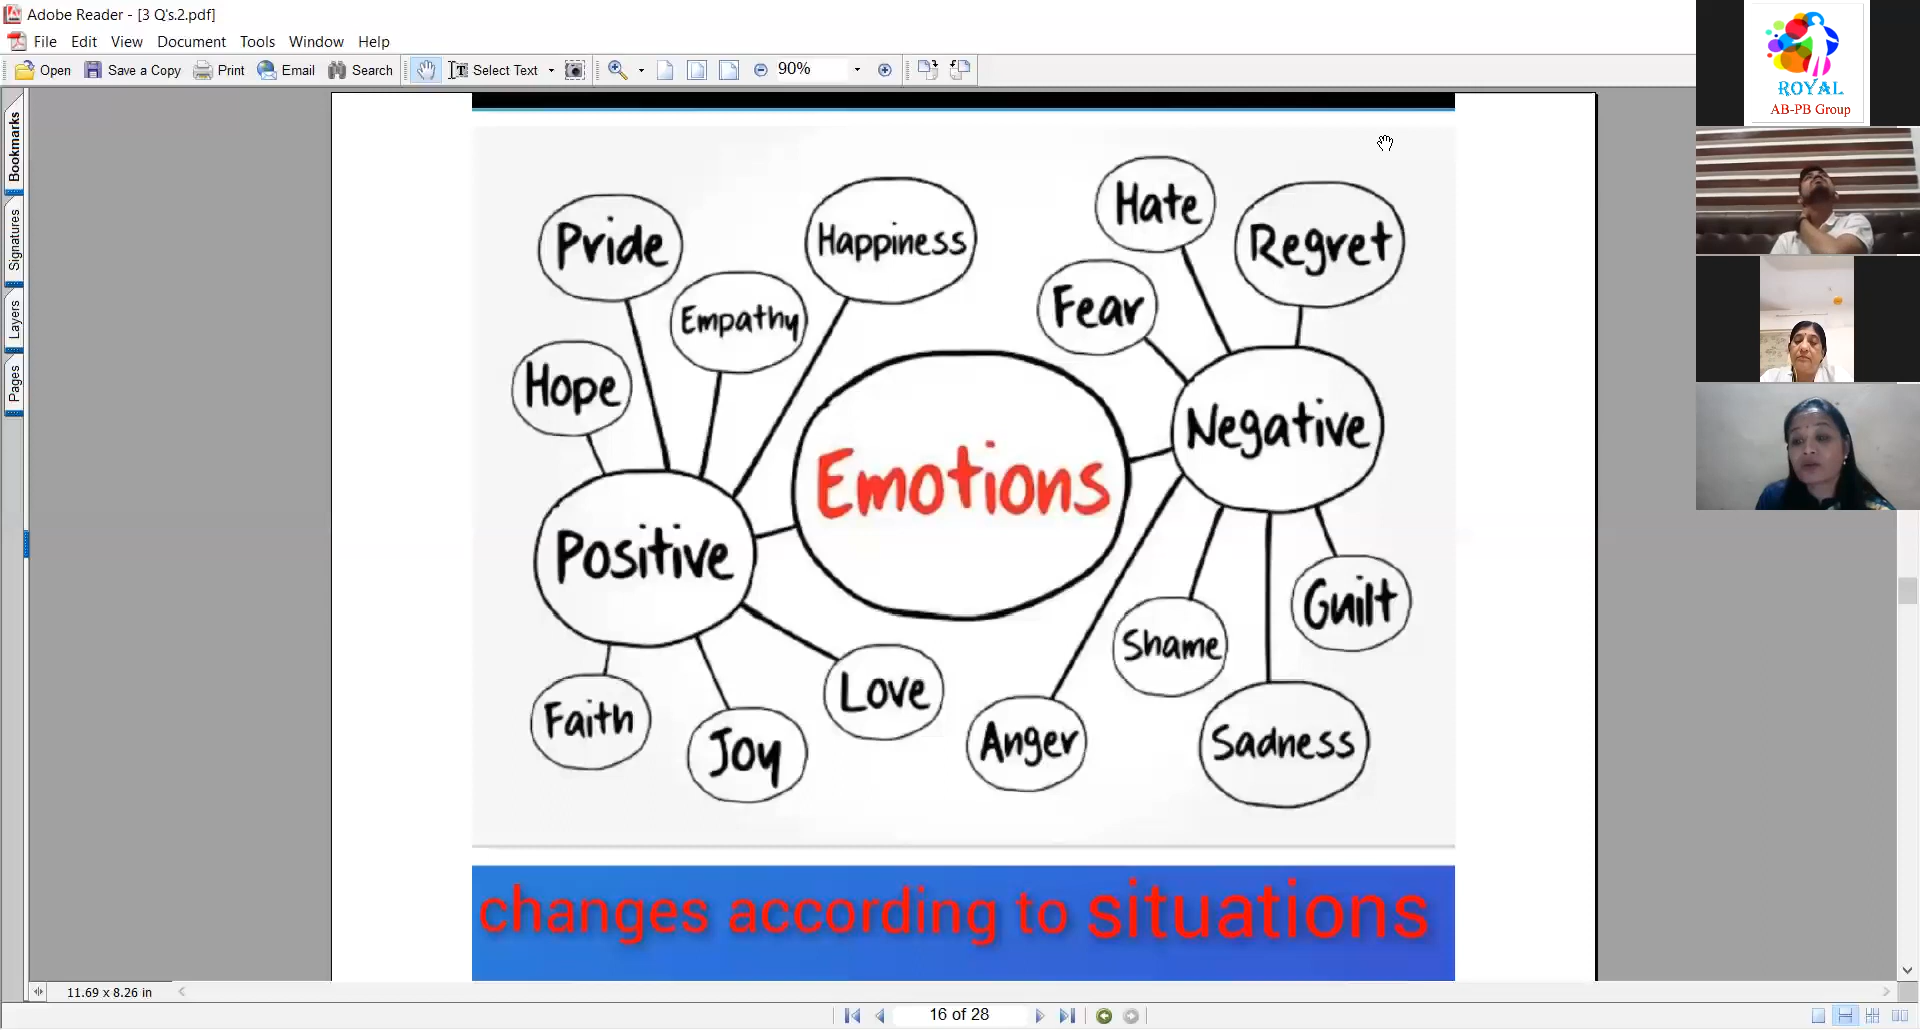 Adobe Reader - [3 Q's.2.pdf]
File Edit View Document Tools Window Help
Open Save a Copy Print Email Search Select Text 90%
ROYAL
AB-PB Group
Bookmarks
Signatures
Layers
Pages
Pride
Empathy
Happiness
Hope
Positive
Faith
Joy
Love
Emotions
Hate
Regret
Fear
Negative
Guilt
Shame
Anger
Sadness
changes according to situations
11.69 x 8.26 in
16 of 28